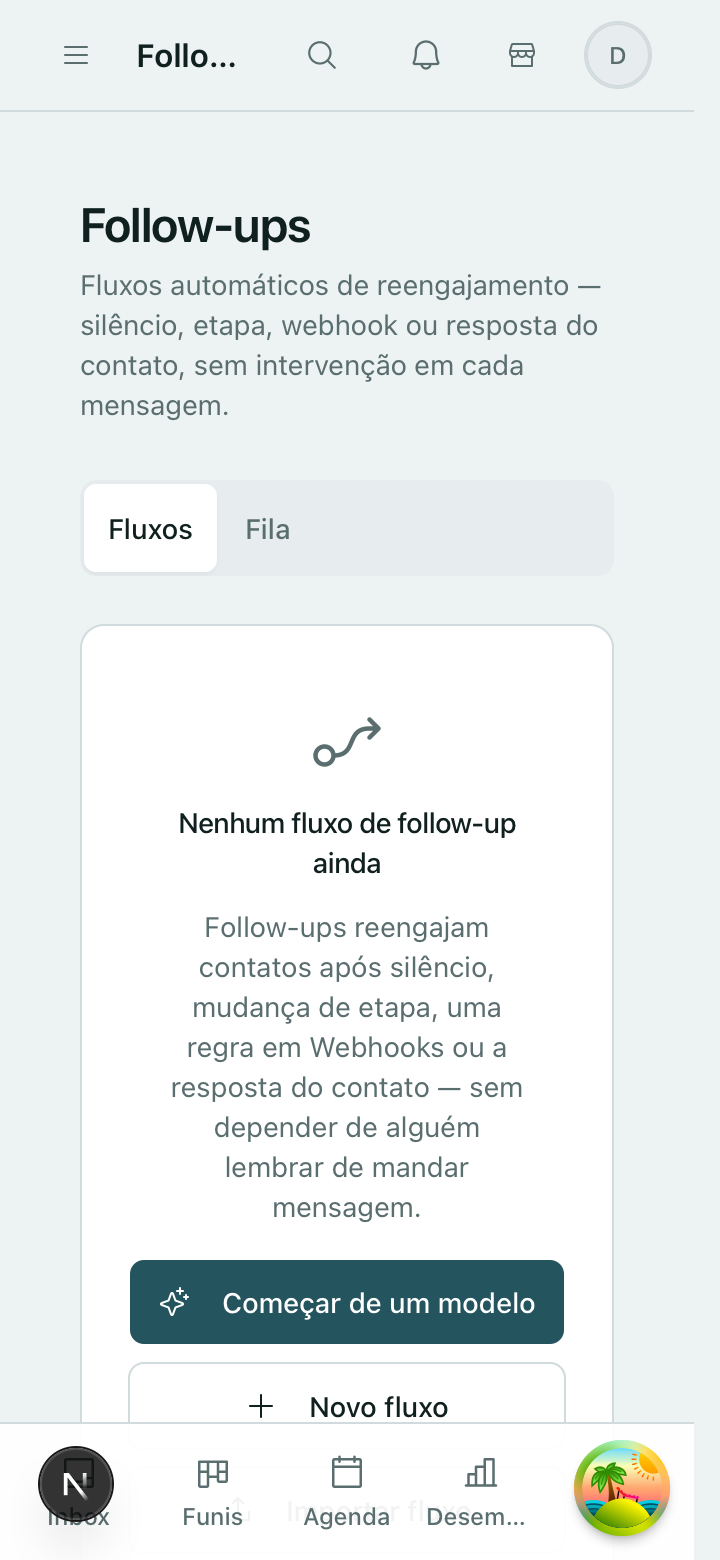 Follo...
D
Follow-ups
Fluxos automáticos de reengajamento —
silêncio, etapa, webhook ou resposta do
contato, sem intervenção em cada
mensagem.
Fluxos
Fila
Nenhum fluxo de follow-up
ainda
Follow-ups reengajam
contatos após silêncio,
mudança de etapa, uma
regra em Webhooks ou a
resposta do contato — sem
depender de alguém
lembrar de mandar
mensagem.
Começar de um modelo
Novo fluxo
Importar fluxo
N
Inbox
Funis
Agenda
Desem...